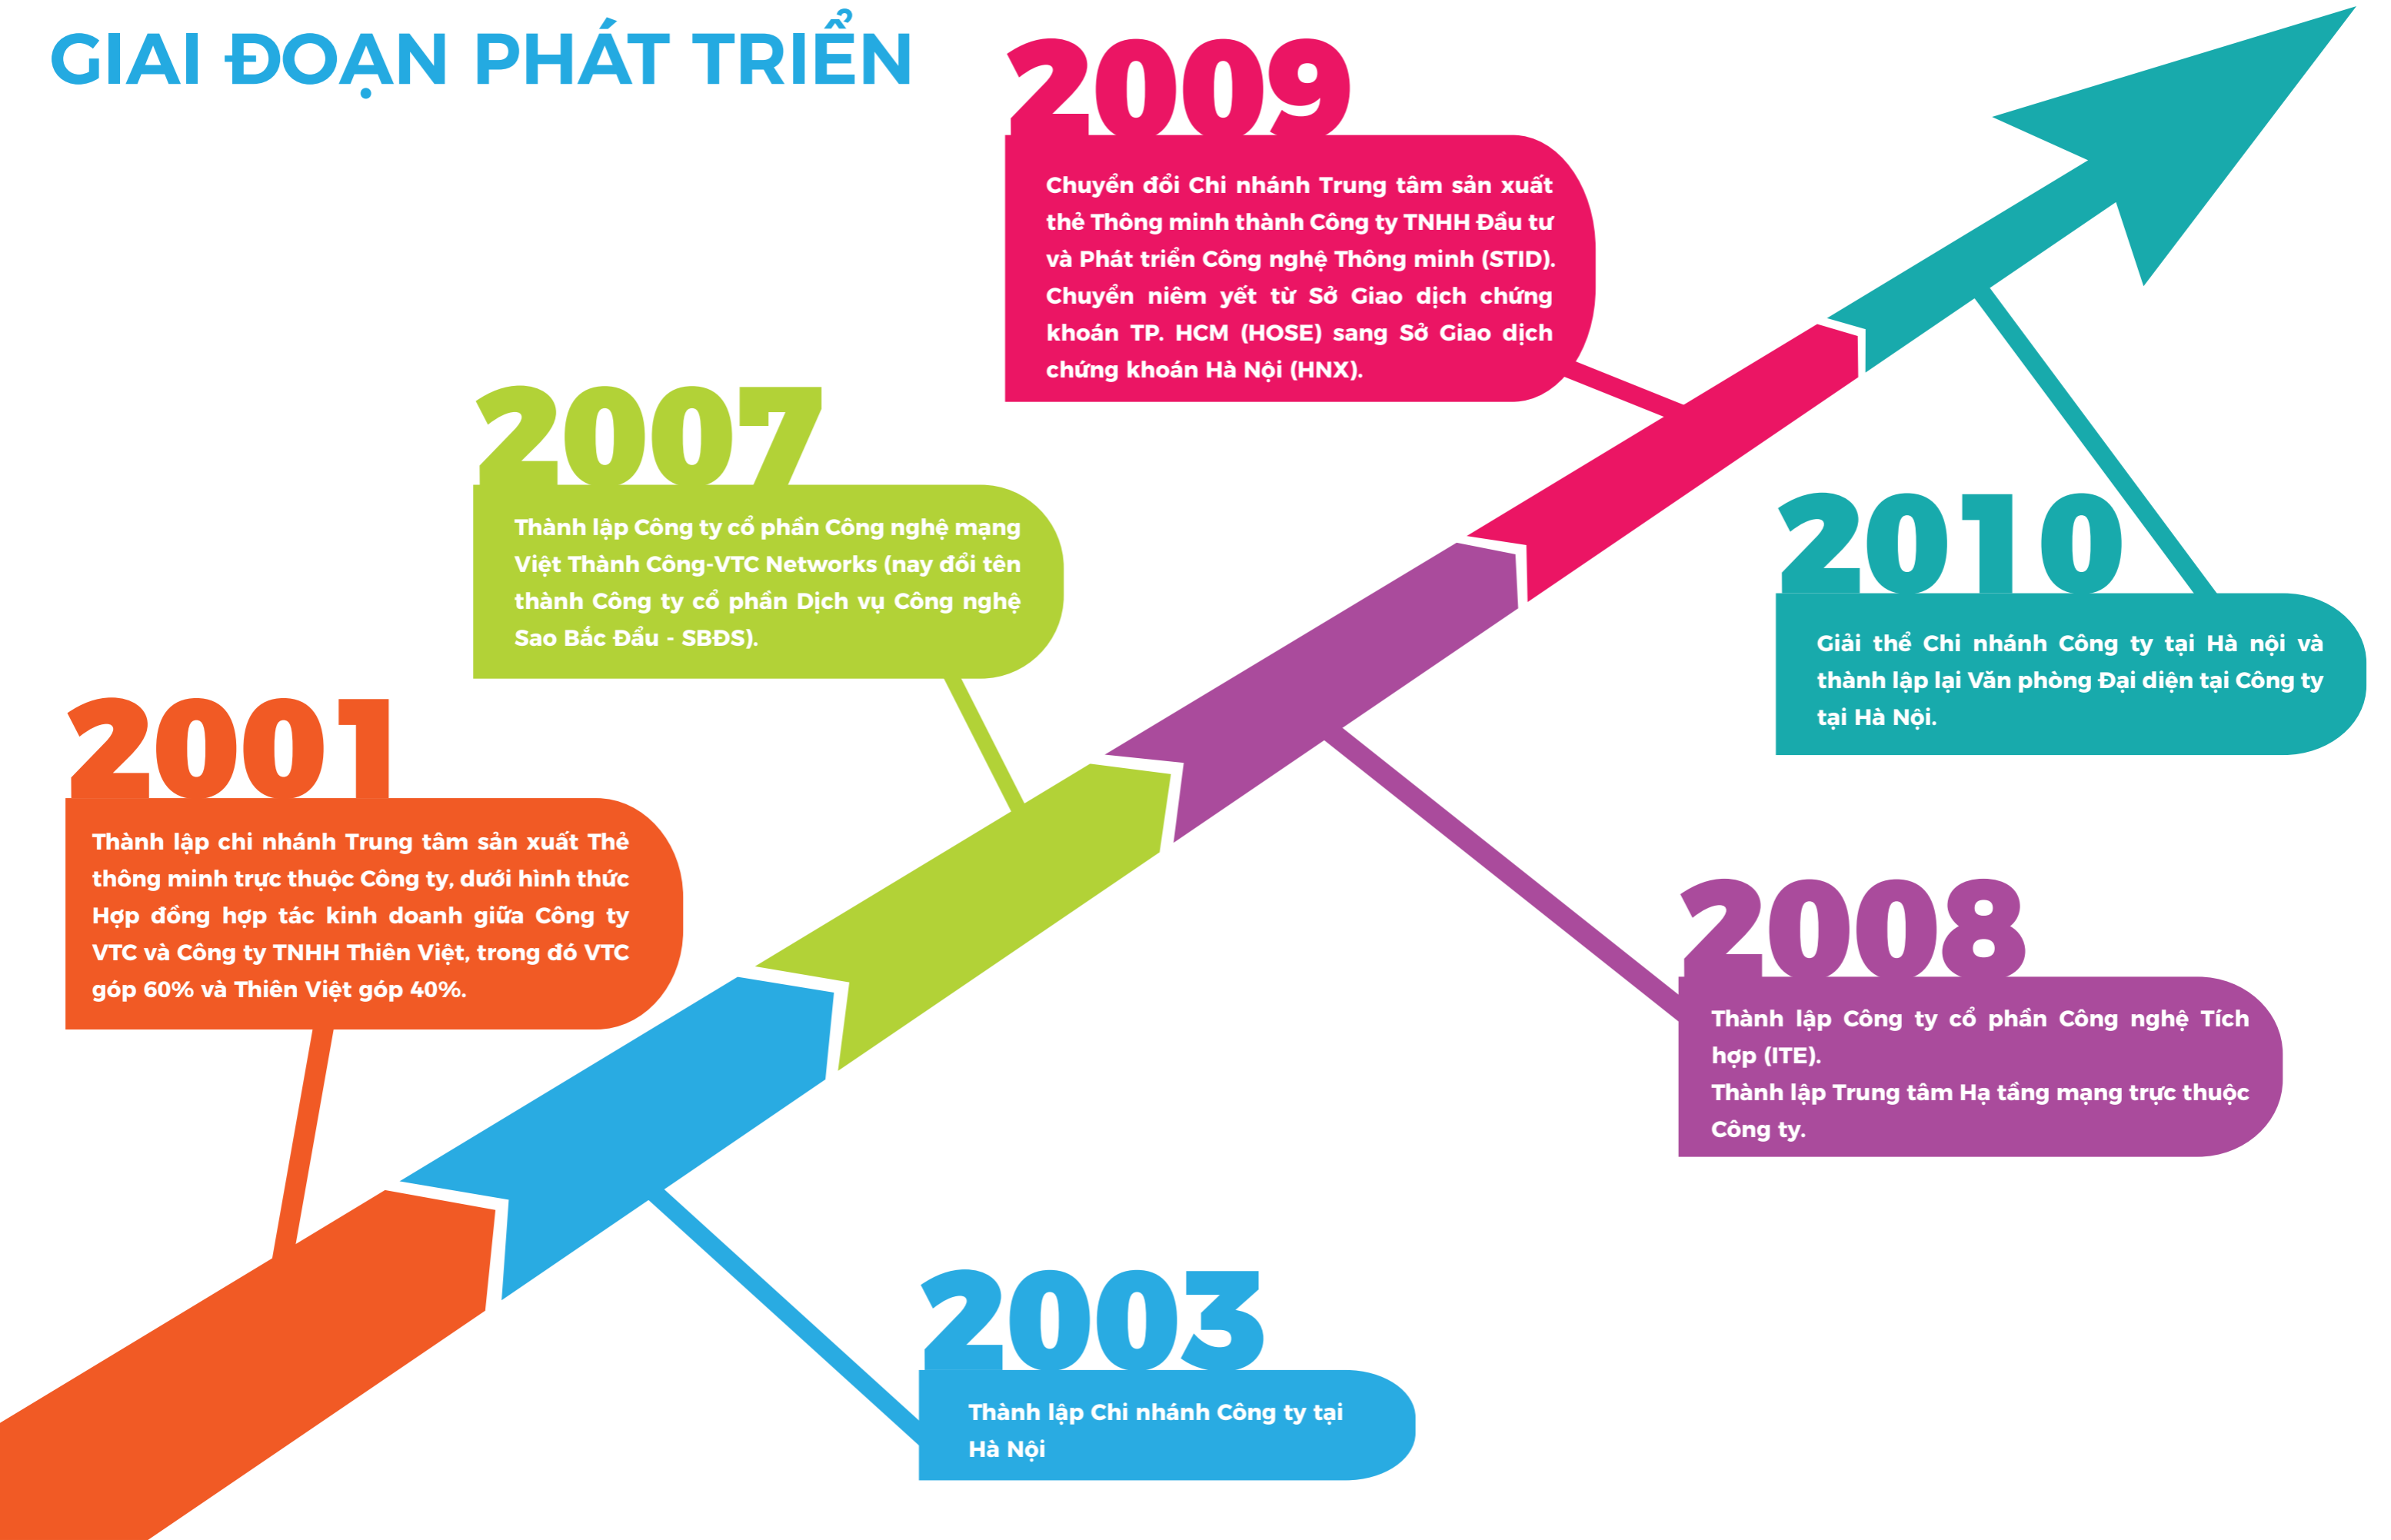 GIAI ĐOẠN PHÁT TRIỂN
2009
Chuyển đổi Chi nhánh Trung tâm sản xuất
thẻ Thông minh thành Công ty TNHH Đầu tư
và Phát triển Công nghệ Thông minh (STID).
Chuyển niêm yết từ Sở Giao dịch chứng
khoán TP. HCM (HOSE) sang Sở Giao dịch
chứng khoán Hà Nội (HNX).
2007
Thành lập Công ty cổ phần Công nghệ mạng
Việt Thành Công-VTC Networks (nay đổi tên
thành Công ty cổ phần Dịch vụ Công nghệ
Sao Bắc Đẩu - SBĐS).
2010
Giải thể Chi nhánh Công ty tại Hà nội và
thành lập lại Văn phòng Đại diện tại Công ty
tại Hà Nội.
2001
Thành lập chi nhánh Trung tâm sản xuất Thẻ
thông minh trực thuộc Công ty, dưới hình thức
Hợp đồng hợp tác kinh doanh giữa Công ty
VTC và Công ty TNHH Thiên Việt, trong đó VTC
góp 60% và Thiên Việt góp 40%.
2008
Thành lập Công ty cổ phần Công nghệ Tích
hợp (ITE).
Thành lập Trung tâm Hạ tầng mạng trực thuộc
Công ty.
2003
Thành lập Chi nhánh Công ty tại
Hà Nội